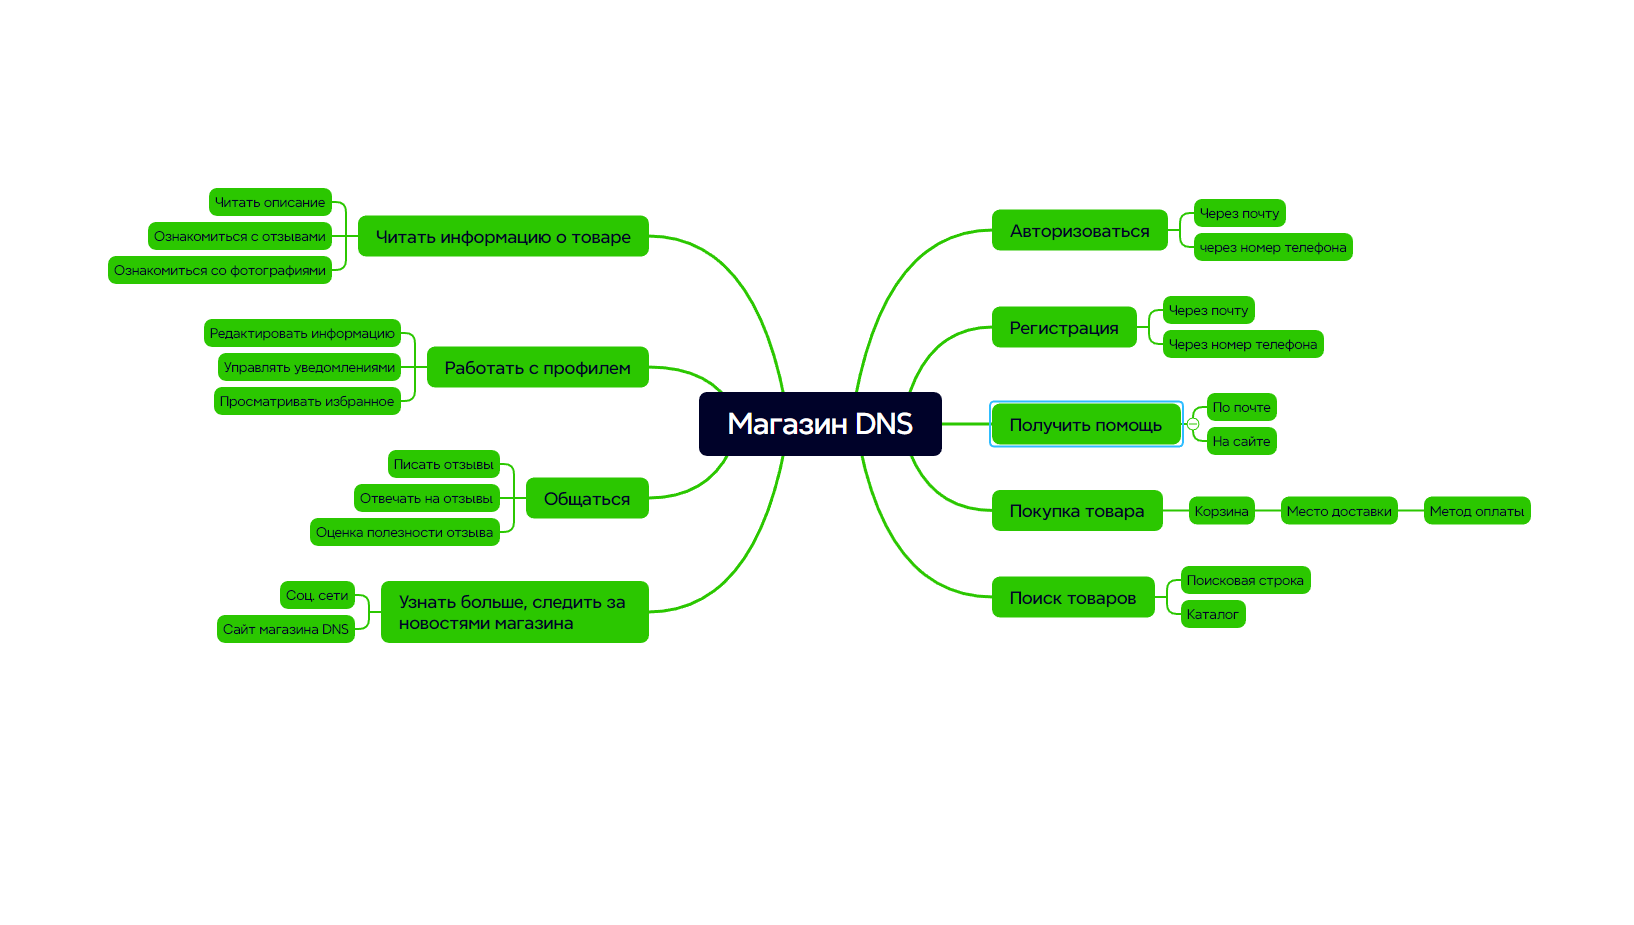 Магазин DNS
Читать информацию о товаре
Читать описание
Ознакомиться с отзывами
Ознакомиться со фотографиями
Работать с профилем
Редактировать информацию
Управлять уведомлениями
Просматривать избранное
Общаться
Писать отзывы
Отвечать на отзывы
Оценка полезности отзыва
Узнать больше, следить за
новостями магазина
Соц. сети
Сайт магазина DNS
Авторизоваться
Через почту
через номер телефона
Регистрация
Через почту
Через номер телефона
Получить помощь
По почте
На сайте
Покупка товара
Корзина
Место доставки
Метод оплаты
Поиск товаров
Поисковая строка
Каталог